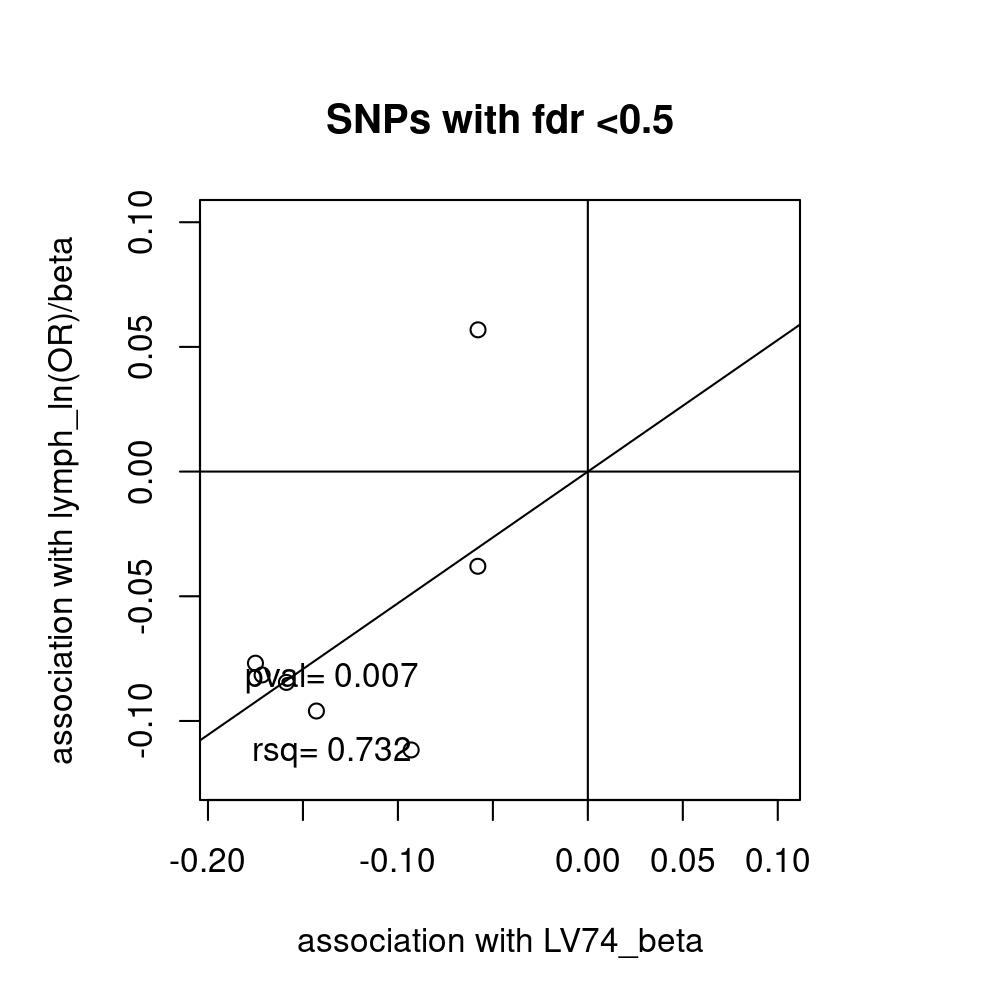 SNPs with fdr <0.5
association with lymph_ln(OR)/beta
0.10
0.05
0.00
-0.05
-0.10
pval= 0.007
rsq= 0.732
-0.20
-0.10
0.00
0.05
0.10
association with LV74_beta